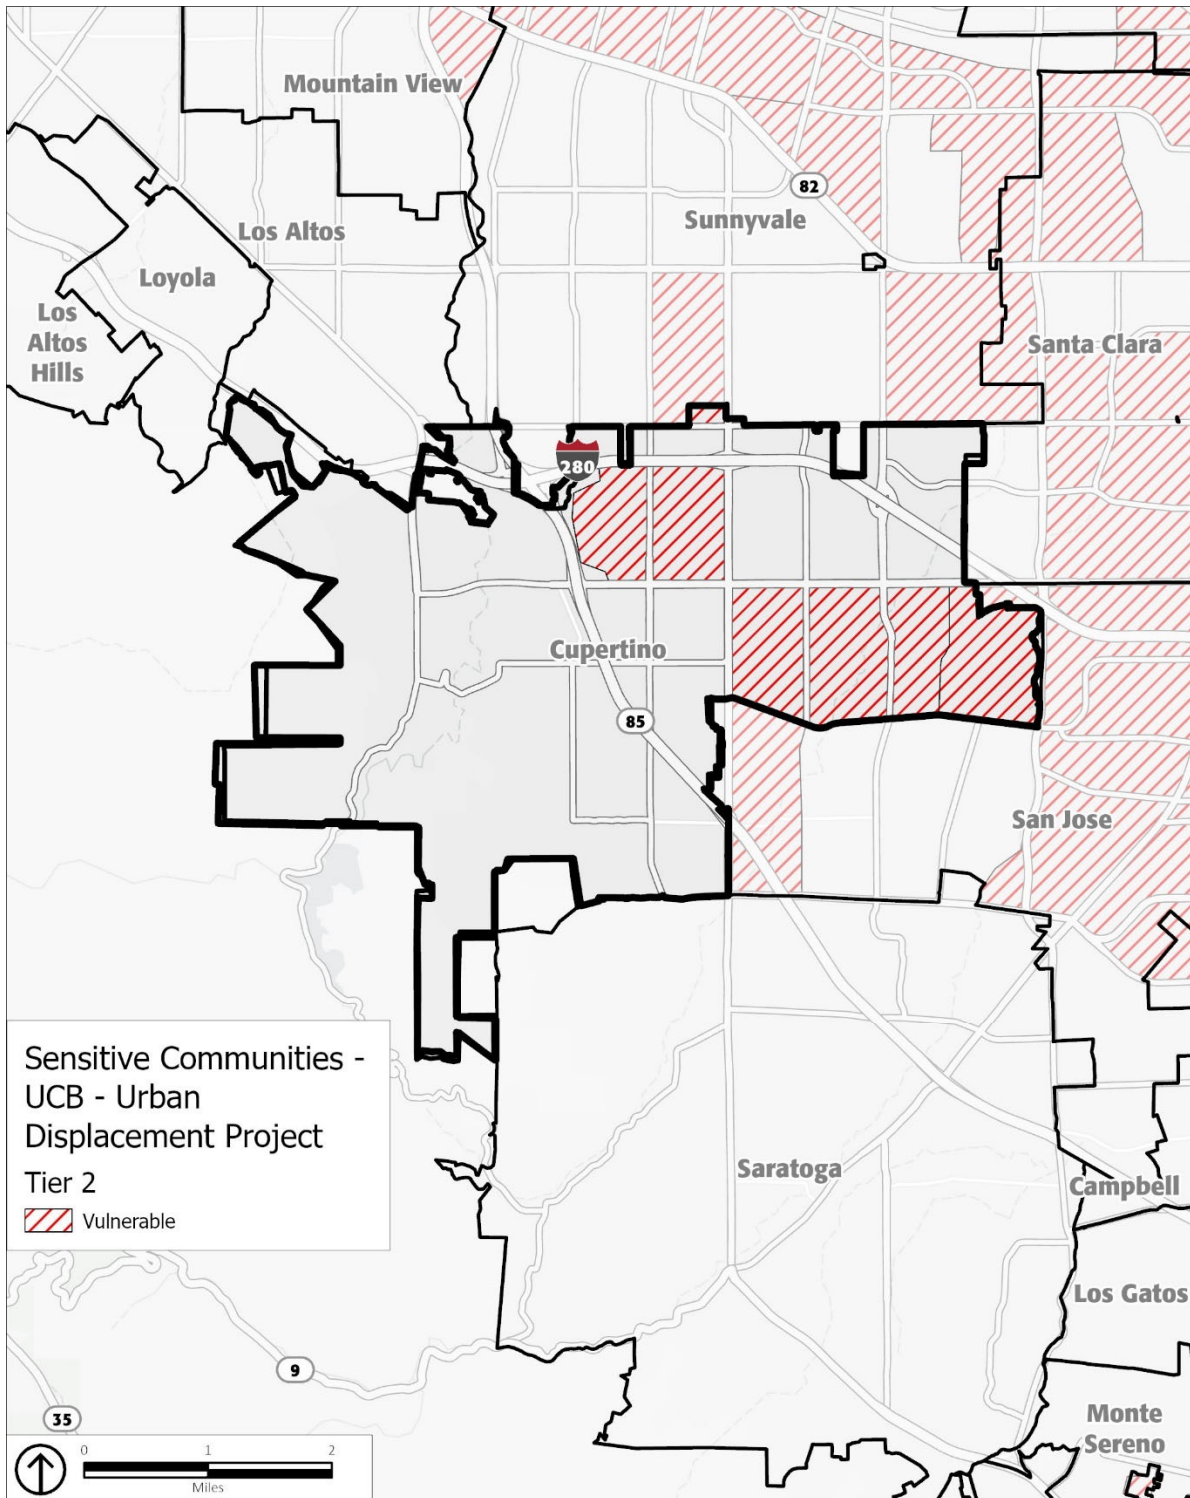 Mountain View
82
Sunnyvale
Los Altos
Loyola
Los
Altos
Hills
Santa Clara
280
Cupertino
85
San Jose
Sensitive Communities -
UCB - Urban
Displacement Project
Tier 2
Vulnerable
Saratoga
Campbell
Los Gatos
9
35
Monte
Sereno
0 1 2
Miles